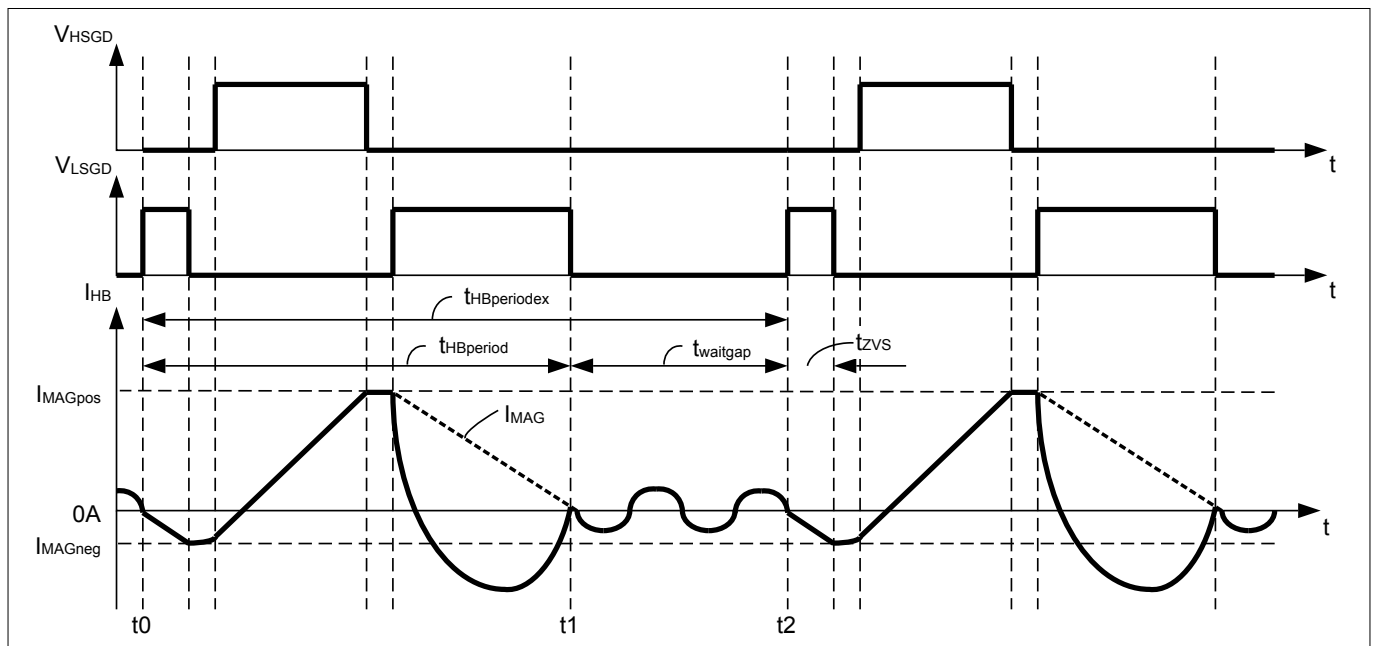 VHSGD
t
VLSGD
t
IHB
tHBperiodex
tHBperiod
twaitgap
tZVS
IMAGpos
IMAG
0A
IMAGneg
t
t0
t1
t2